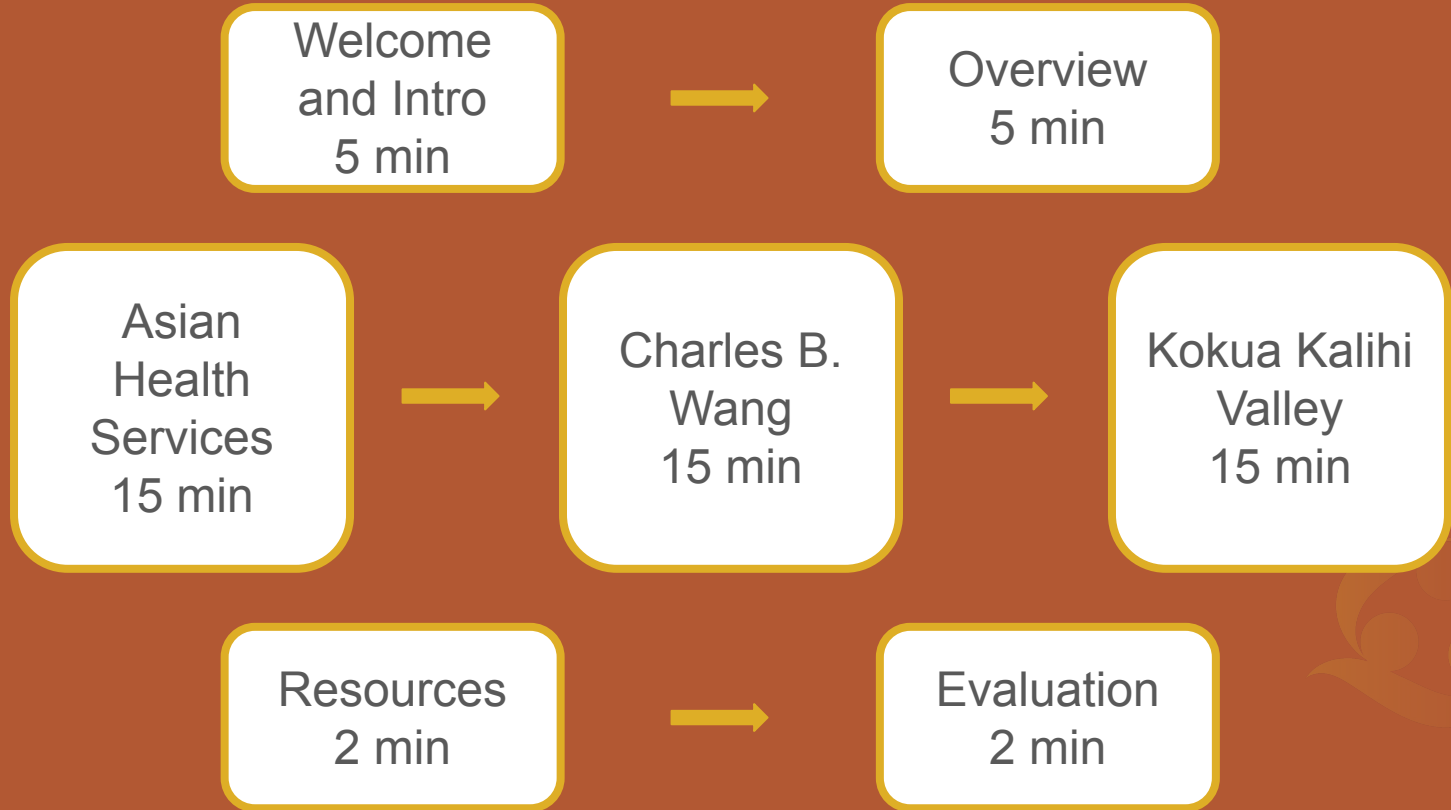 Welcome
and Intro
5 min
Overview
5 min
Asian
Health
Services
15 min
Charles B.
Wang
15 min
Kokua Kalihi
Valley
15 min
Resources
2 min
Evaluation
2 min